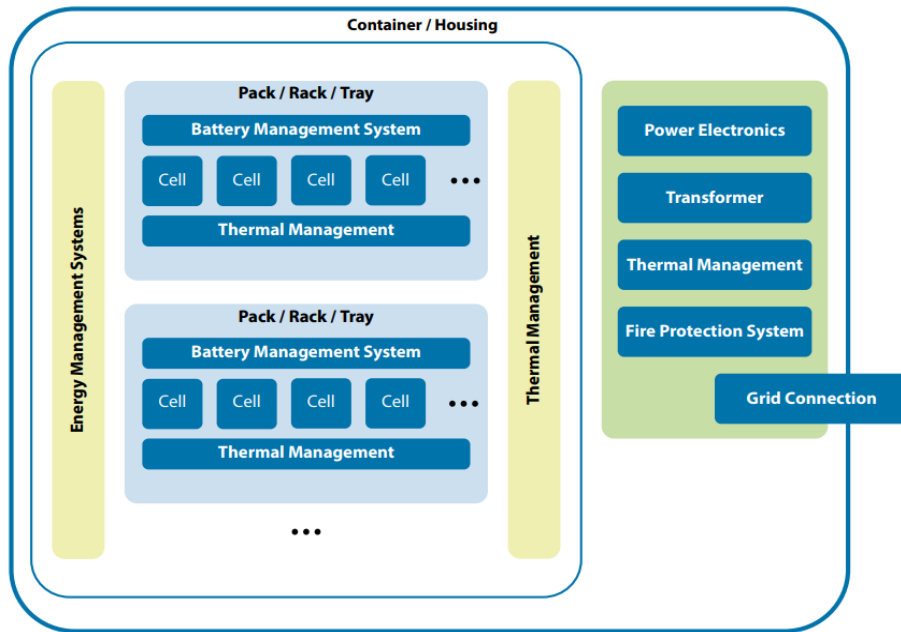 Container / Housing
Energy Management Systems
Pack / Rack / Tray
Battery Management System
Cell Cell Cell Cell •••
Thermal Management
Pack / Rack / Tray
Battery Management System
Cell Cell Cell Cell •••
Thermal Management
•••
Thermal Management
Power Electronics
Transformer
Thermal Management
Fire Protection System
Grid Connection